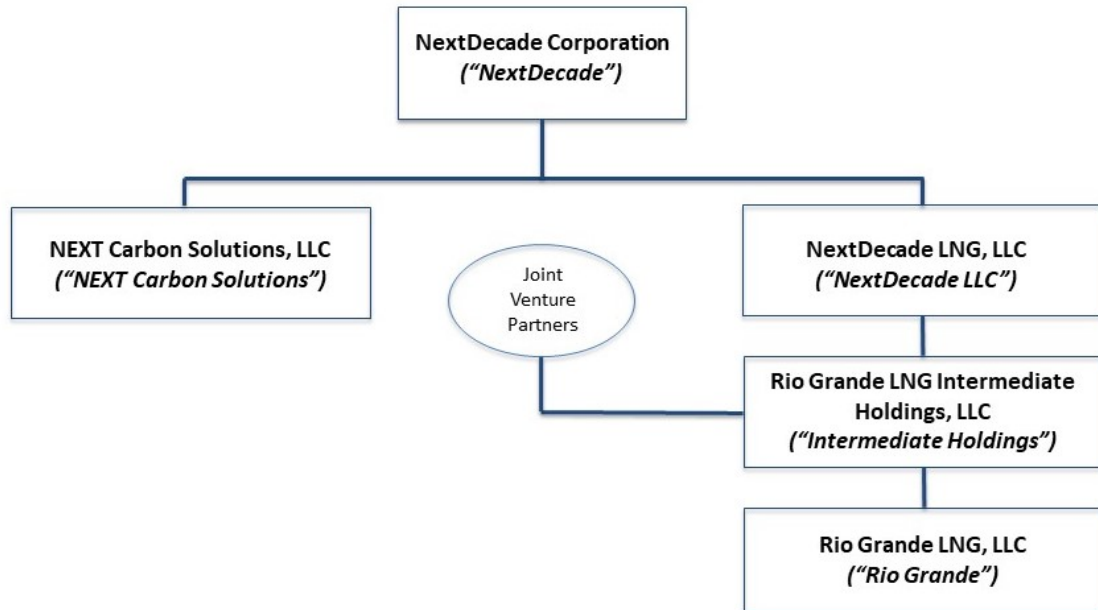 NextDecade Corporation
(“NextDecade”)
NEXT Carbon Solutions, LLC
(“NEXT Carbon Solutions”)
NextDecade LNG, LLC
(“NextDecade LLC”)
Joint
Venture
Partners
Rio Grande LNG Intermediate
Holdings, LLC
(“Intermediate Holdings”)
Rio Grande LNG, LLC
(“Rio Grande”)